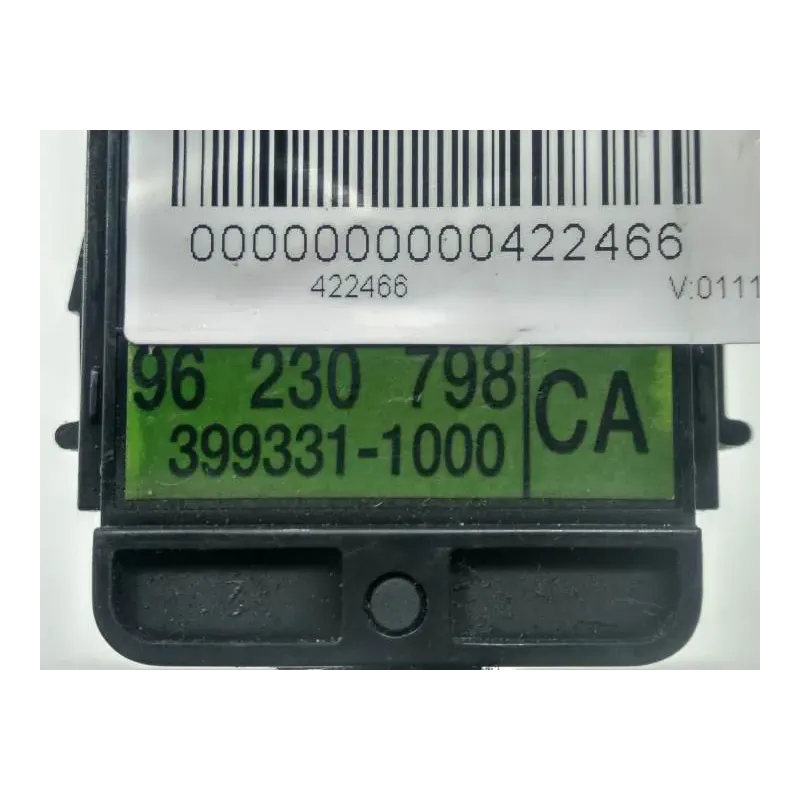 0000000000422466
422466 V:0111
96 230 798 CA
399331-1000